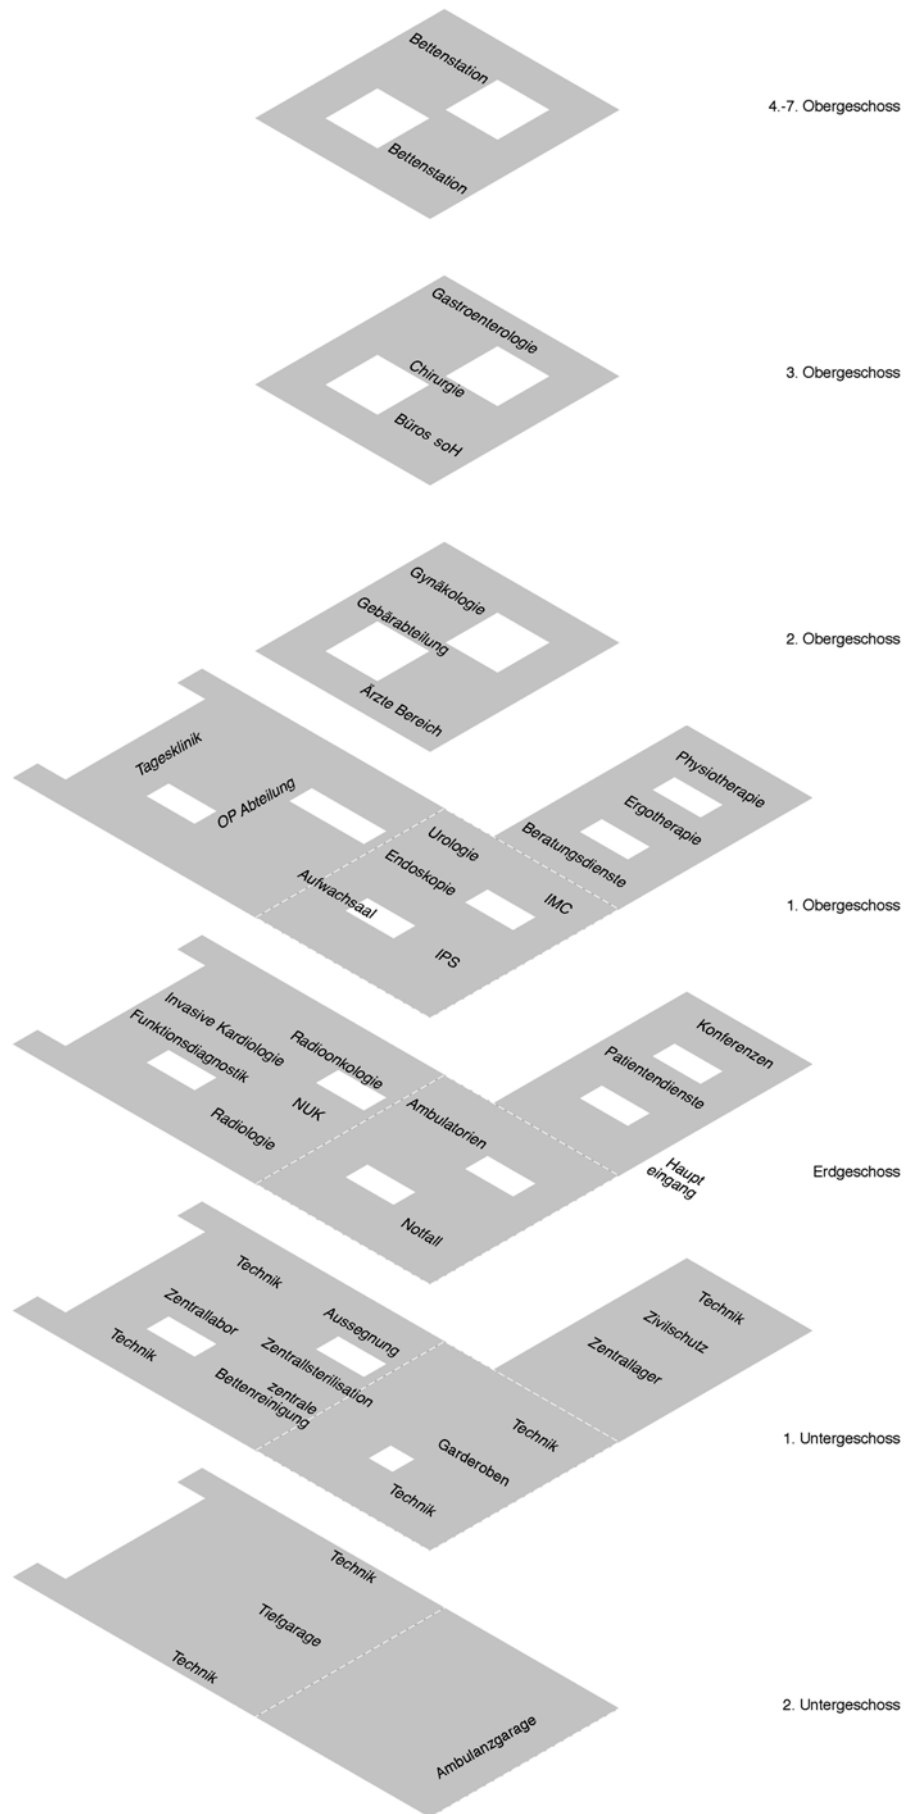 Bettenstation
Bettenstation
4.-7. Obergeschoss
Gastroenterologie
Chirurgie
Büros soH
3. Obergeschoss
Gynäkologie
Gebärabteilung
Ärzte Bereich
2. Obergeschoss
Tagesklinik
OP Abteilung
Aufwachsaal
Urologie
Endoskopie
IMC
IPS
Physiotherapie
Ergotherapie
Beratungsdienste
1. Obergeschoss
Invasive Kardiologie
Funktionsdiagnostik
Radioonkologie
NUK
Radiologie
Ambulatorien
Notfall
Konferenzen
Patientendienste
Haupt
eingang
Erdgeschoss
Technik
Zentrallabor
Technik
Aussegnung
Zentrallsterilisation
zentrale
Bettenreinigung
Technik
Garderoben
Technik
Technik
Zivilschutz
Zentrallager
1. Untergeschoss
Technik
Tiefgarage
Technik
Ambulanzgarage
2. Untergeschoss